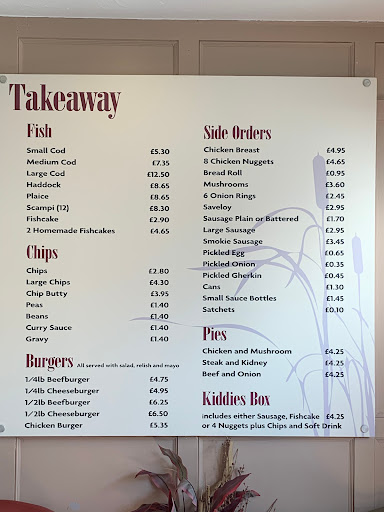 Takeaway
Fish
Small Cod £5.30
Medium Cod £7.35
Large Cod £12.50
Haddock £8.65
Plaice £8.65
Scampi (12) £8.30
Fishcake £2.90
2 Homemade Fishcakes £4.65
Chips
Chips £2.80
Large Chips £4.30
Chip Butty £3.95
Peas £1.40
Beans £1.40
Curry Sauce £1.40
Gravy £1.40
Burgers All served with salad, relish and mayo
1/4lb Beefburger £4.75
1/4lb Cheeseburger £4.95
1/2lb Beefburger £6.25
1/2lb Cheeseburger £6.50
Chicken Burger £5.35
Side Orders
Chicken Breast £4.95
8 Chicken Nuggets £4.65
Bread Roll £0.95
Mushrooms £3.60
6 Onion Rings £2.45
Saveloy £2.95
Sausage Plain or Battered £1.70
Large Sausage £2.95
Smokie Sausage £3.45
Pickled Egg £0.65
Pickled Onion £0.35
Pickled Gherkin £0.45
Cans £1.30
Small Sauce Bottles £1.45
Satchets £0.10
Pies
Chicken and Mushroom £4.25
Steak and Kidney £4.25
Beef and Onion £4.25
Kiddies Box
includes either Sausage, Fishcake £4.25
or 4 Nuggets plus Chips and Soft Drink